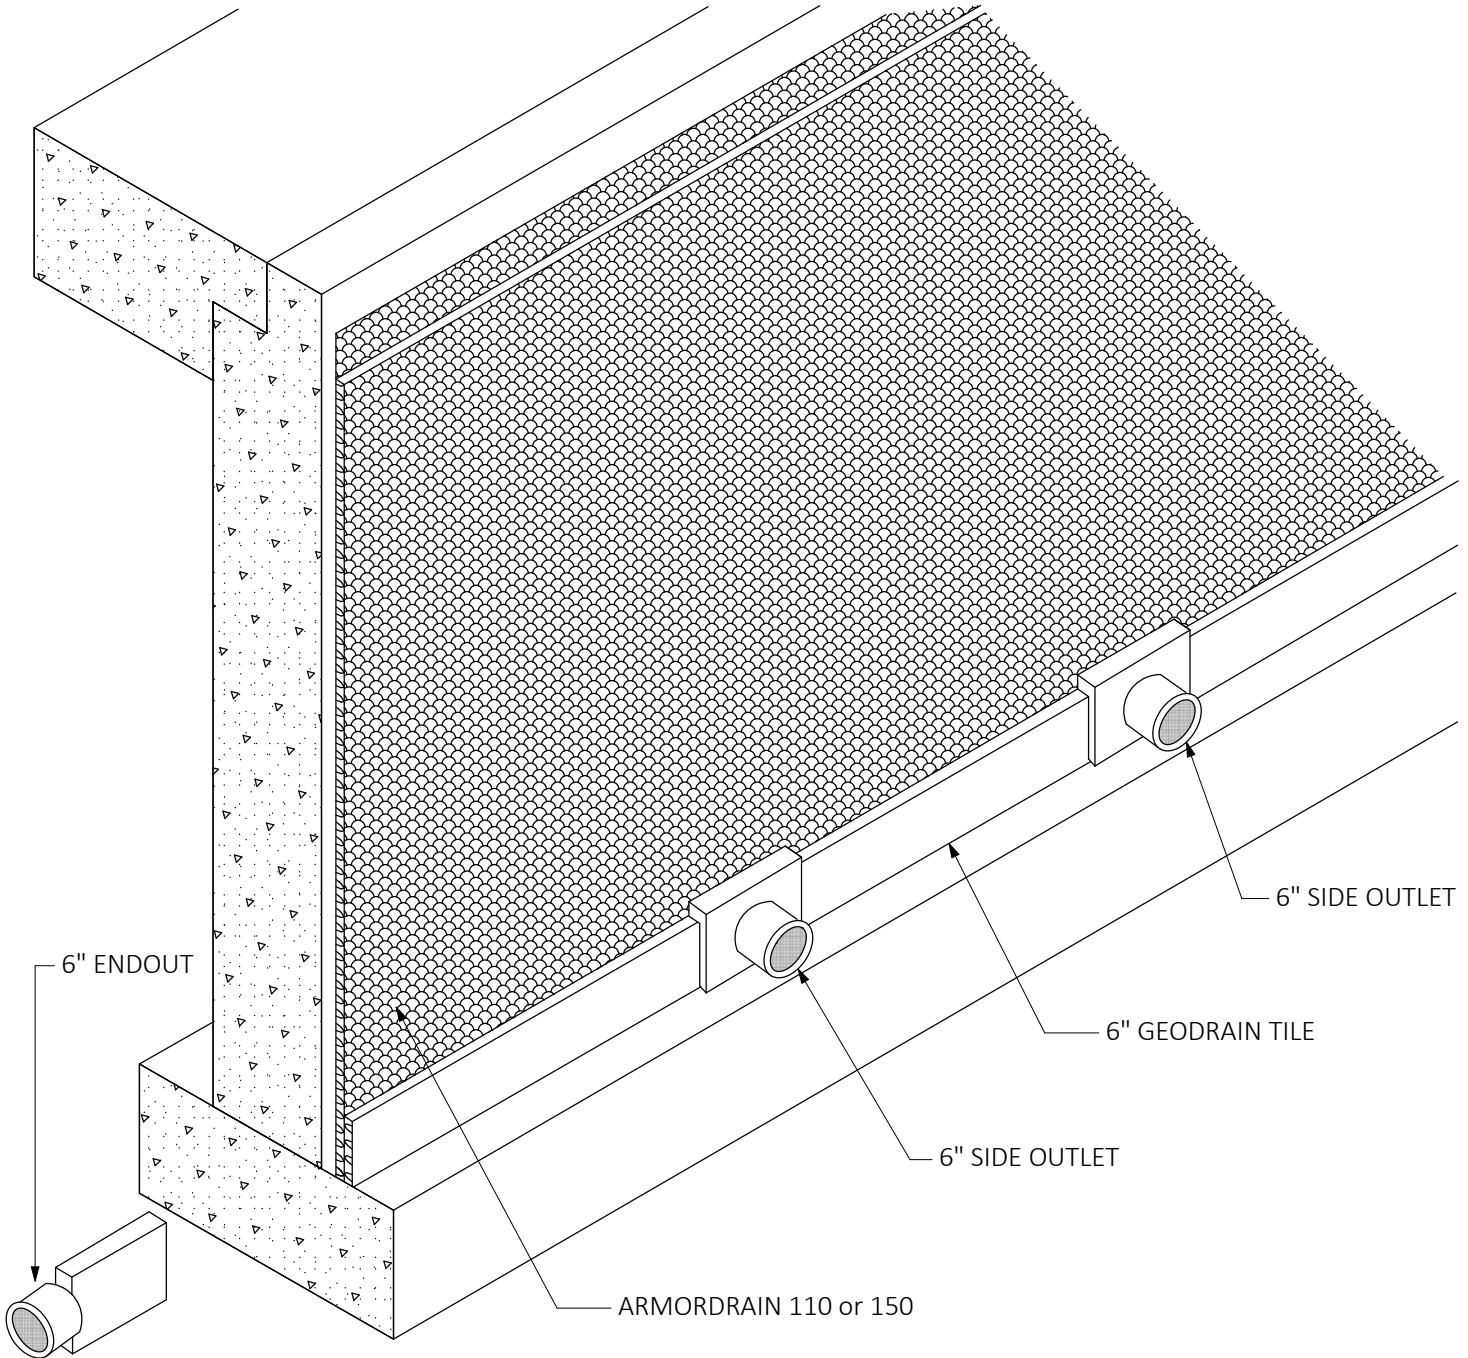 6" SIDE OUTLET
6" ENDOUT
6" GEODRAIN TILE
6" SIDE OUTLET
ARMORDRAIN 110 or 150